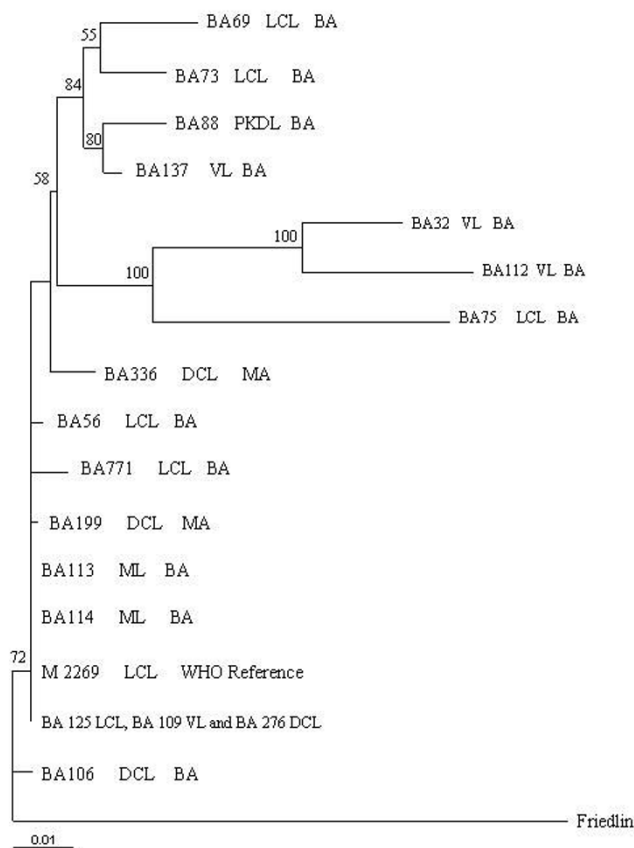 BA69 LCL BA
55
BA73 LCL BA
84
BA88 PKDL BA
80
BA137 VL BA
58
BA32 VL BA
100
BA112 VL BA
100
BA75 LCL BA
BA336 DCL MA
BA56 LCL BA
BA771 LCL BA
BA199 DCL MA
BA113 ML BA
BA114 ML BA
72
M 2269 LCL WHO Reference
BA 125 LCL, BA 109 VL and BA 276 DCL
BA106 DCL BA
Friedlin
0.01